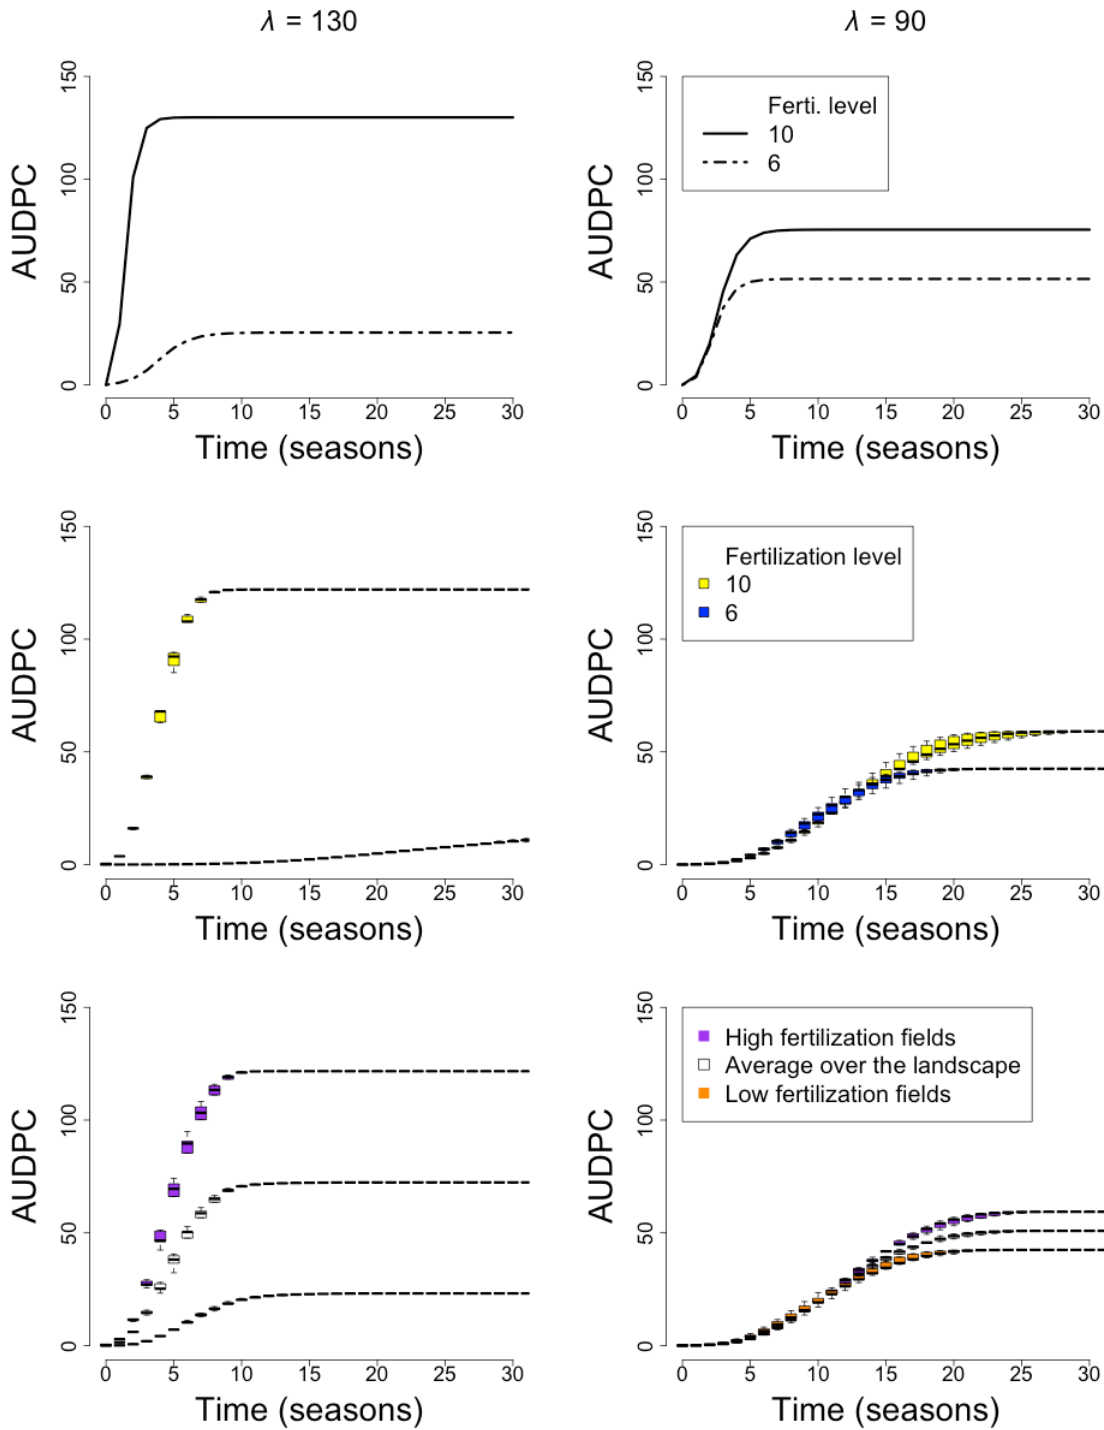 λ = 130
λ = 90
AUDPC
0 50 100 150
0 5 10 15 20 25 30
Time (seasons)
AUDPC
0 50 100 150
Ferti. level
10
6
0 5 10 15 20 25 30
Time (seasons)
AUDPC
0 50 100 150
0 5 10 15 20 25 30
Time (seasons)
AUDPC
0 50 100 150
Fertilization level
10
6
0 5 10 15 20 25 30
Time (seasons)
AUDPC
0 50 100 150
0 5 10 15 20 25 30
Time (seasons)
AUDPC
0 50 100 150
High fertilization fields
Average over the landscape
Low fertilization fields
0 5 10 15 20 25 30
Time (seasons)